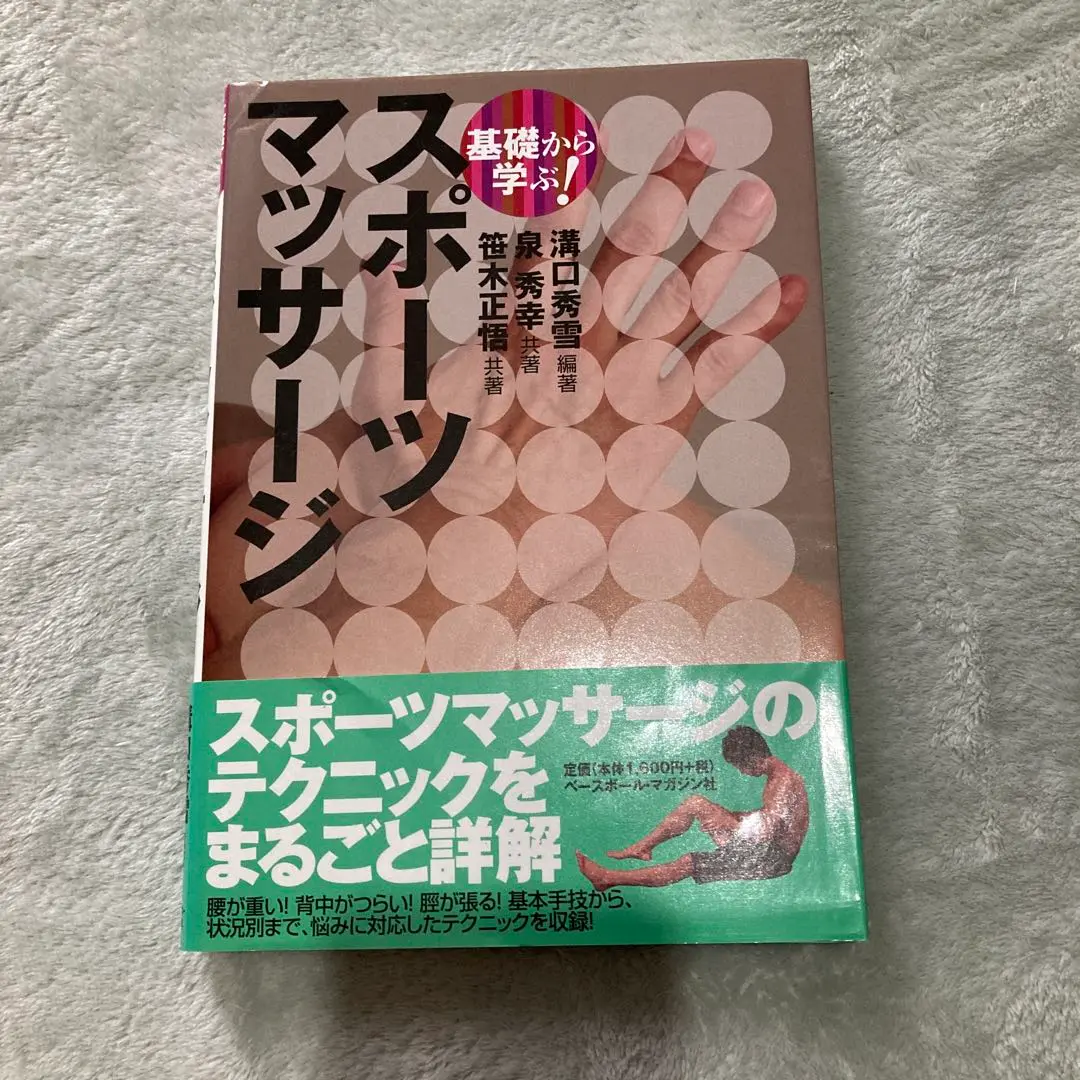 基礎から
学ぶ!
スポーツ
マッサージ
溝口秀雪 編著
泉 秀幸 共著
笹木正悟 共著
スポーツマッサージの
テクニックを
まるごと詳解
定価(本体1,600円+税)
ベースボール・マガジン社
腰が重い! 背中がつらい! 脛が張る! 基本手技から、
状況別まで、悩みに対応したテクニックを収録!